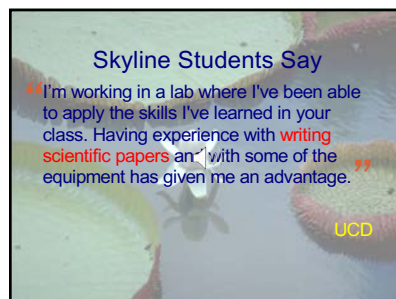 Skyline Students Say
“I'm working in a lab where I've been able
to apply the skills I've learned in your
class. Having experience with writing
scientific papers and with some of the
equipment has given me an advantage.”
UCD